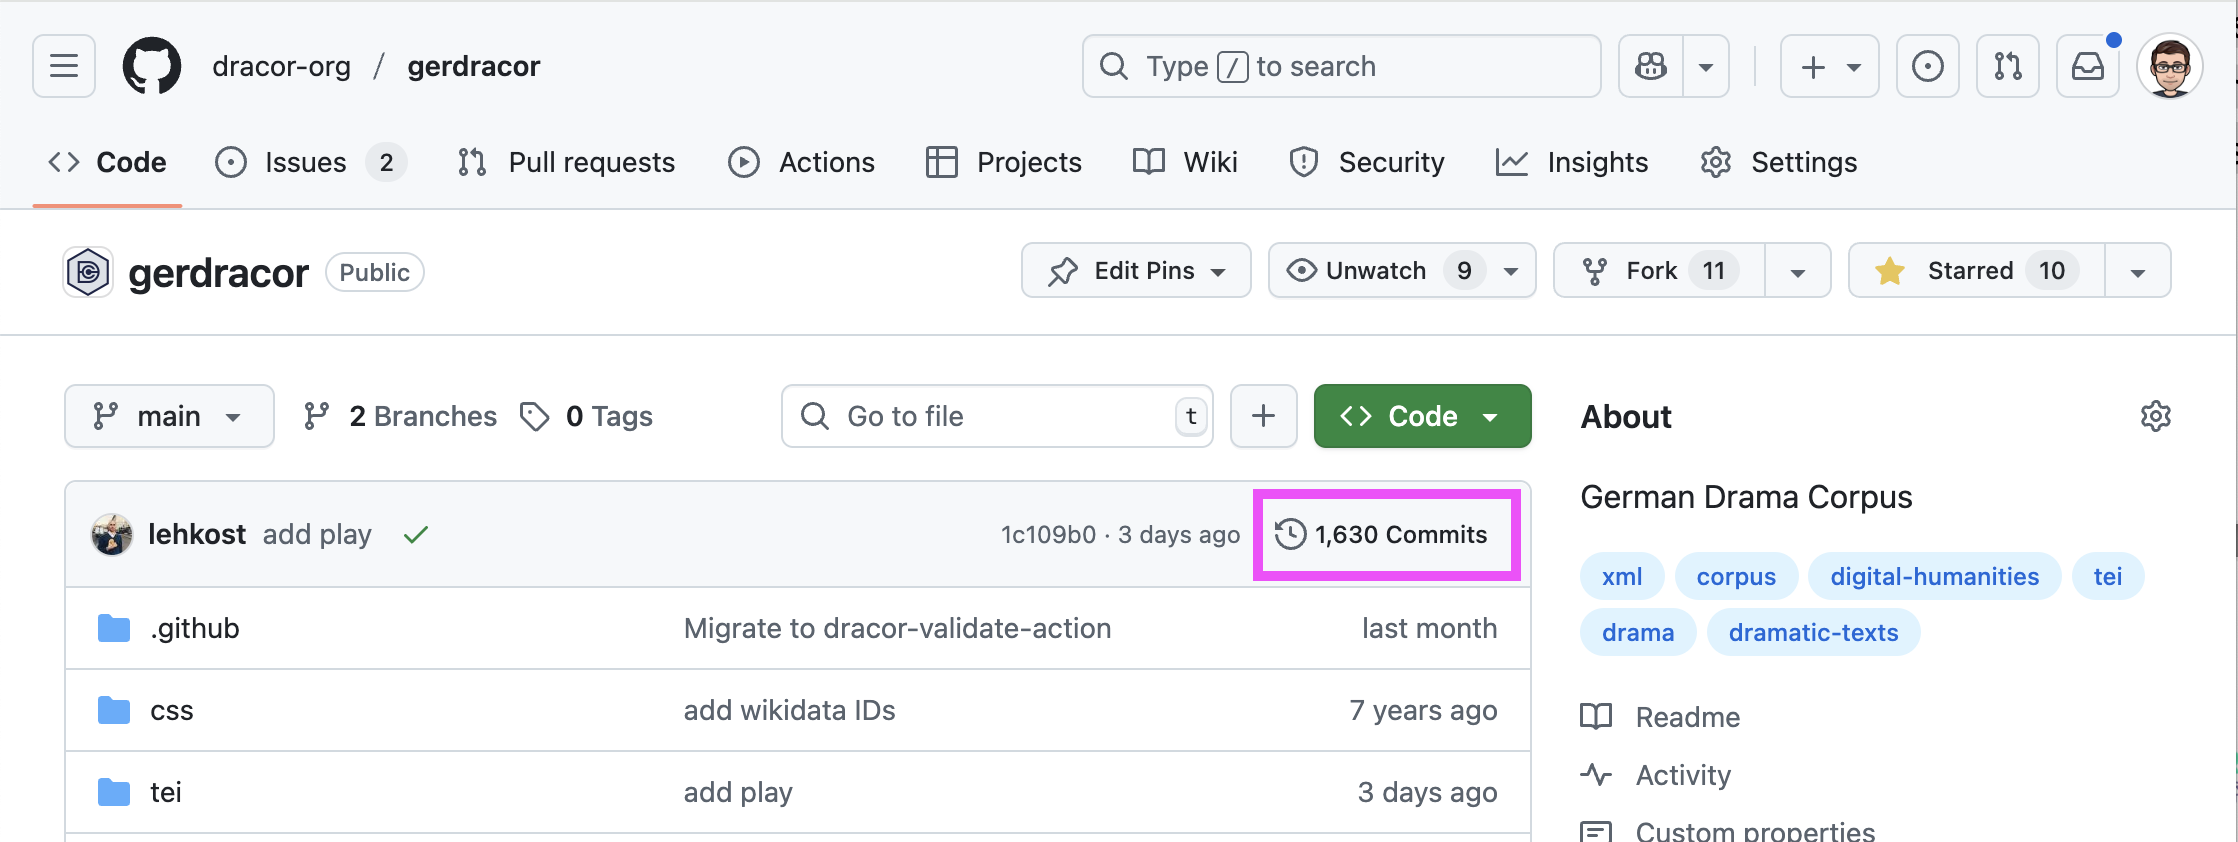 dracor-org / gerdracor Type / to search
Code Issues 2 Pull requests Actions Projects Wiki Security Insights Settings
gerdracor Public Edit Pins Unwatch 9 Fork 11 Starred 10
main 2 Branches 0 Tags Go to file t Code
lehkost add play 1c109b0 · 3 days ago 1,630 Commits
.github Migrate to dracor-validate-action last month
css add wikidata IDs 7 years ago
tei add play 3 days ago
About
German Drama Corpus
xml corpus digital-humanities tei
drama dramatic-texts
Readme
Activity
Custom properties